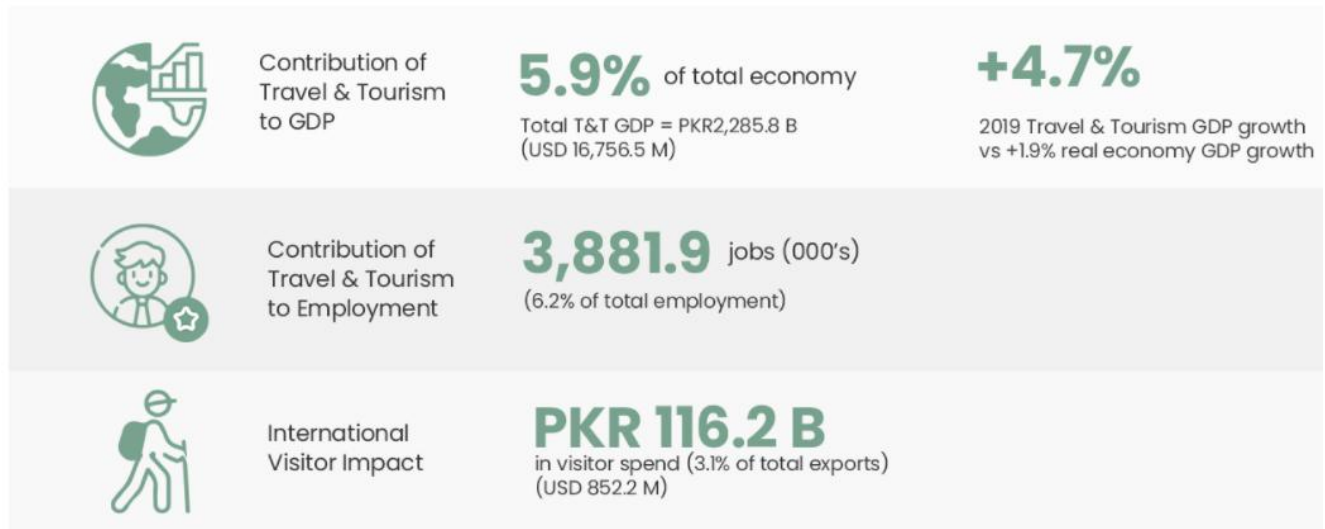 Contribution of
Travel & Tourism
to GDP
5.9% of total economy
Total T&T GDP = PKR2,285.8 B
(USD 16,756.5 M)
+4.7%
2019 Travel & Tourism GDP growth
vs +1.9% real economy GDP growth
Contribution of
Travel & Tourism
to Employment
3,881.9 jobs (000's)
(6.2% of total employment)
International
Visitor Impact
PKR 116.2 B
in visitor spend (3.1% of total exports)
(USD 852.2 M)